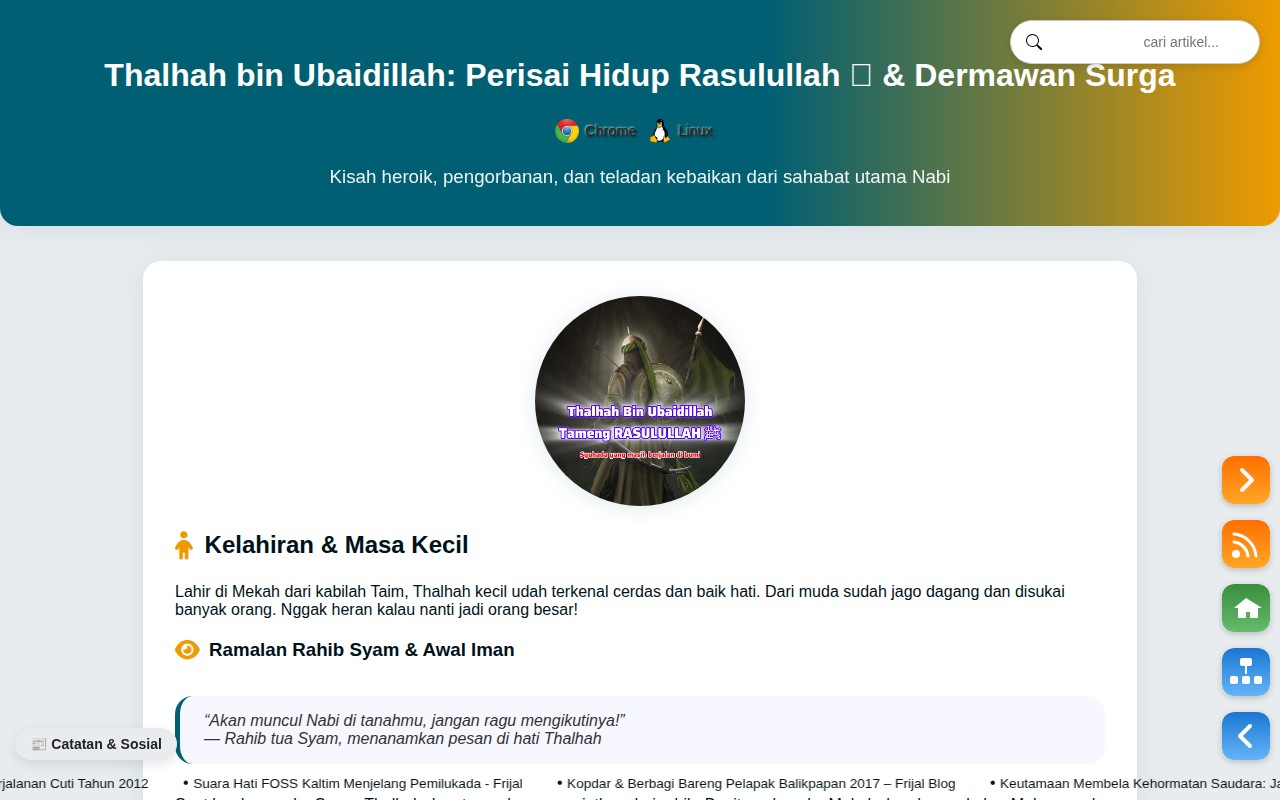 cari artikel...
Thalhah bin Ubaidillah: Perisai Hidup Rasulullah & Dermawan Surga
Chrome Linux
Kisah heroik, pengorbanan, dan teladan kebaikan dari sahabat utama Nabi
Thalhah Bin Ubaidillah
Tameng RASULULLAH ﷺ
Syuhada yang masih berjalan di bumi
Kelahiran & Masa Kecil
Lahir di Mekah dari kabilah Taim, Thalhah kecil udah terkenal cerdas dan baik hati. Dari muda sudah jago dagang dan disukai
banyak orang. Nggak heran kalau nanti jadi orang besar!
Ramalan Rahib Syam & Awal Iman
“Akan muncul Nabi di tanahmu, jangan ragu mengikutinya!”
— Rahib tua Syam, menanamkan pesan di hati Thalhah
Catatan & Sosial
rjalanan Cuti Tahun 2012 • Suara Hati FOSS Kaltim Menjelang Pemilukada - Frijal • Kopdar & Berbagi Bareng Pelapak Balikpapan 2017 – Frijal Blog • Keutamaan Membela Kehormatan Saudara: Ja